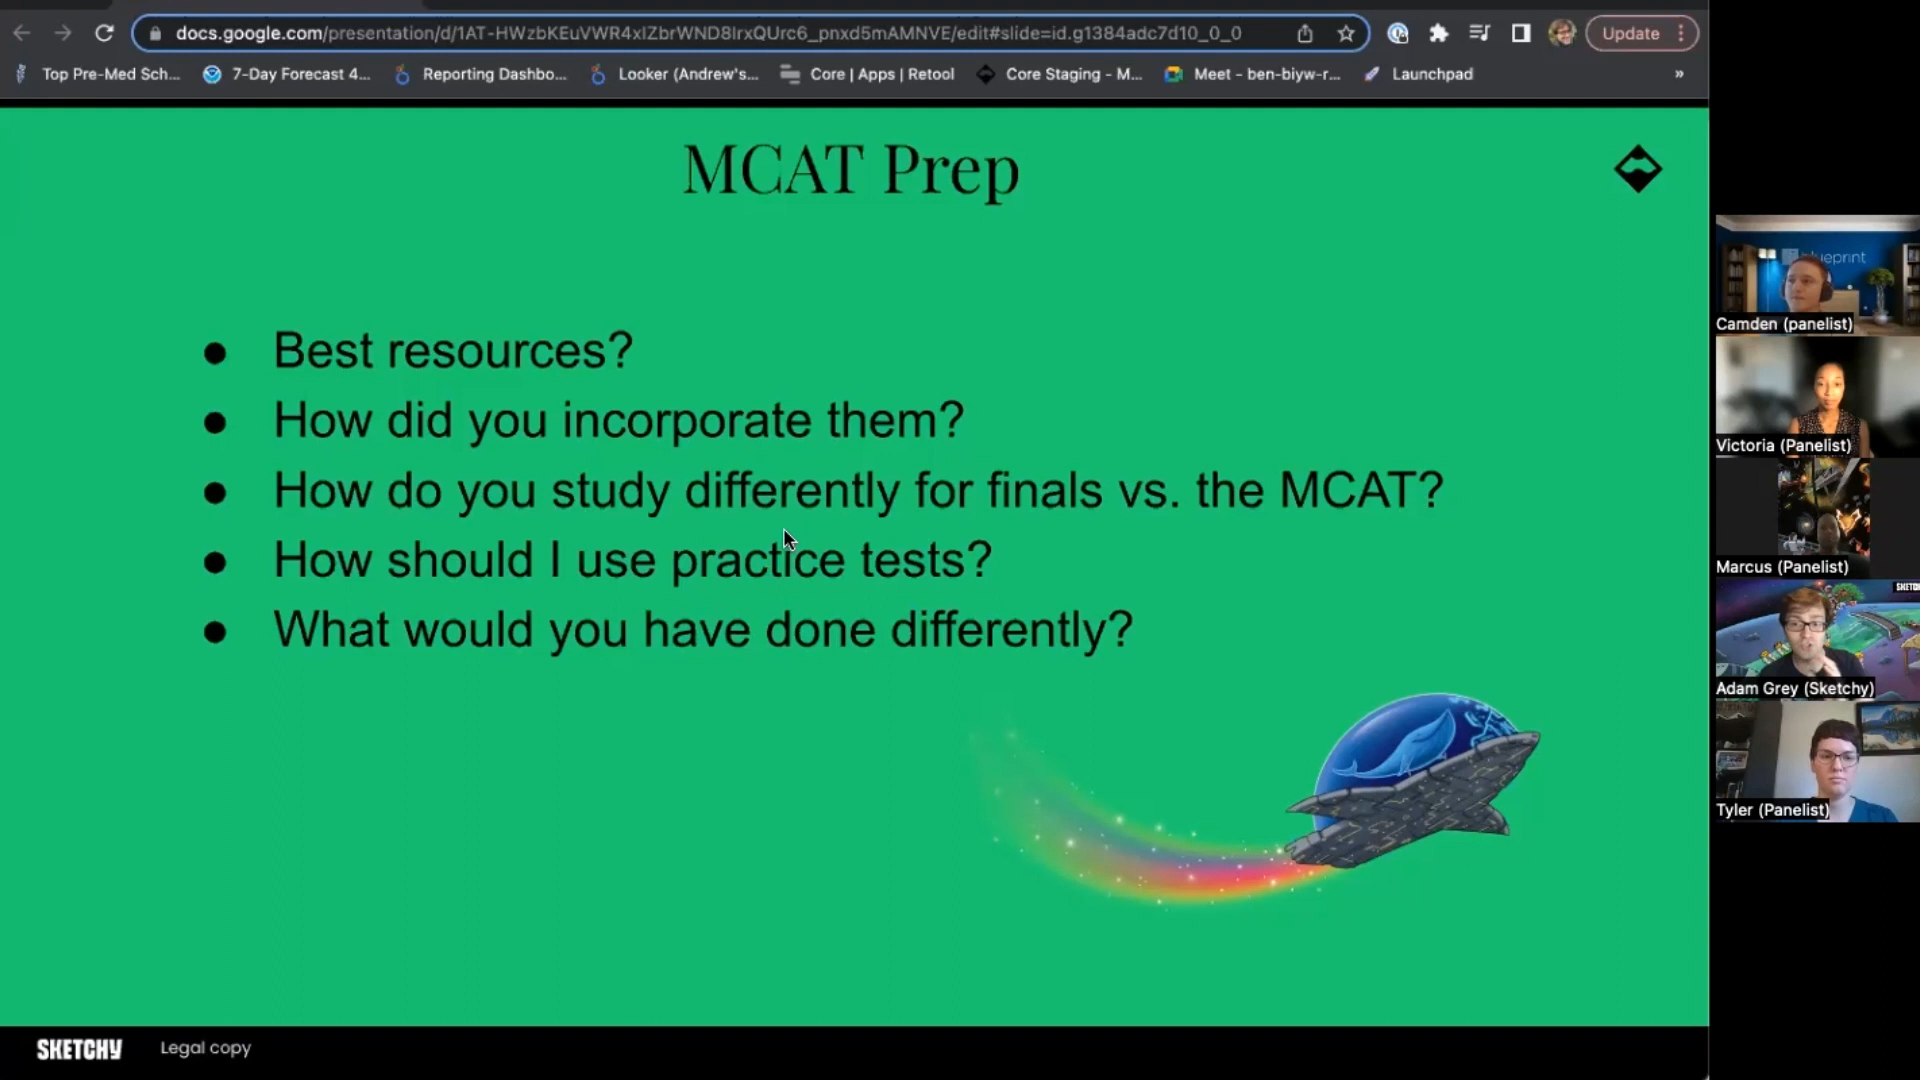 docs.google.com/presentation/d/1AT-HWzbKEuVWR4xIZbrWND8IrxQUrc6_pnxd5mAMNVE/edit#slide=id.g1384adc7d10_0_0
Update
Top Pre-Med Sch...
7-Day Forecast 4...
Reporting Dashbo...
Looker (Andrew's...
Core | Apps | Retool
Core Staging - M...
Meet - ben-biyw-r...
Launchpad
»
MCAT Prep
• Best resources?
• How did you incorporate them?
• How do you study differently for finals vs. the MCAT?
• How should I use practice tests?
• What would you have done differently?
SKETCHY
Legal copy
Camden (panelist)
Victoria (Panelist)
Marcus (Panelist)
Adam Grey (Sketchy)
Tyler (Panelist)